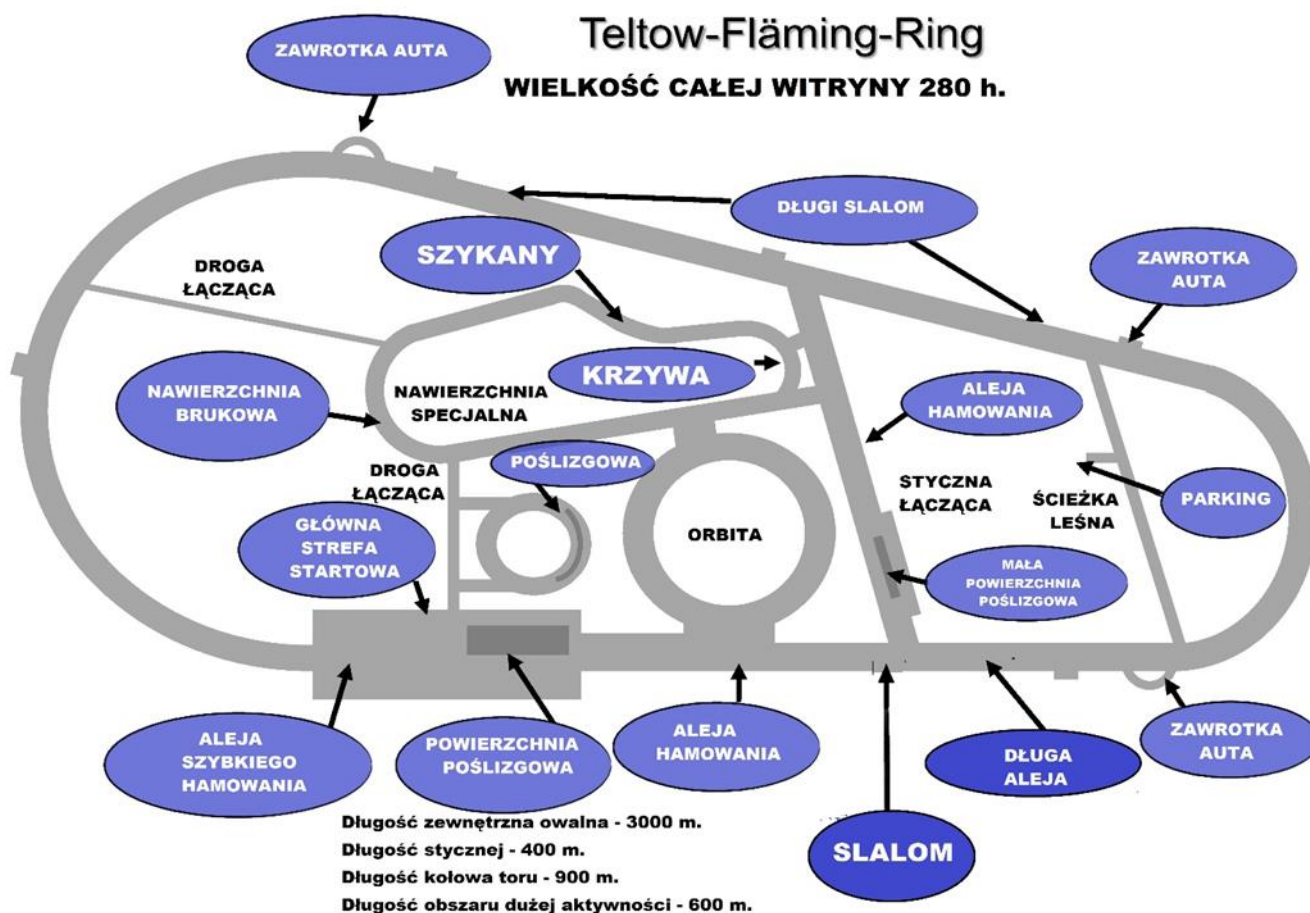 Teltow-Fläming-Ring
WIELKOŚĆ CAŁEJ WITRYNY 280 h.
ZAWROTKA AUTA
DŁUGI SLALOM
SZYKANY
ZAWROTKA
AUTA
DROGA
ŁĄCZĄCA
KRZYWA
NAWIERZCHNIA
BRUKOWA
NAWIERZCHNIA
SPECJALNA
ALEJA
HAMOWANIA
DROGA
ŁĄCZĄCA
POŚLIZGOWA
STYCZNA
ŁĄCZĄCA
ŚCIEŻKA
LEŚNA
PARKING
GŁÓWNA
STREFA
STARTOWA
ORBITA
MAŁA
POWIERZCHNIA
POŚLIZGOWA
ALEJA
SZYBKIEGO
HAMOWANIA
POWIERZCHNIA
POŚLIZGOWA
ALEJA
HAMOWANIA
SLALOM
DŁUGA
ALEJA
ZAWROTKA
AUTA
Długość zewnętrzna owalna - 3000 m.
Długość stycznej - 400 m.
Długość kołowa toru - 900 m.
Długość obszaru dużej aktywności - 600 m.